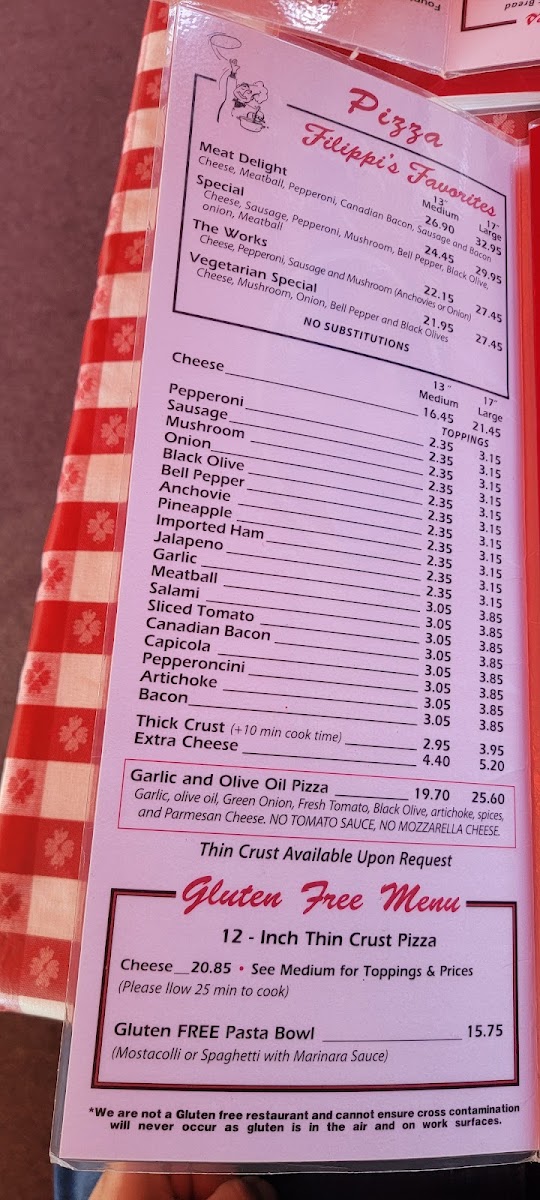 Bread
Pizza
Filippi's Favorites
13" Medium 17" Large
Meat Delight 26.90 32.95
Cheese, Meatball, Pepperoni, Canadian Bacon, Sausage and Bacon
Special 24.45 29.95
Cheese, Sausage, Pepperoni, Mushroom, Bell Pepper, Black Olive,
onion, Meatball
The Works 22.15 27.45
Cheese, Pepperoni, Sausage and Mushroom (Anchovies or Onion)
Vegetarian Special 21.95 27.45
Cheese, Mushroom, Onion, Bell Pepper and Black Olives
NO SUBSTITUTIONS
13" Medium 17" Large
Cheese 16.45 21.45
TOPPINGS
Pepperoni 2.35 3.15
Sausage 2.35 3.15
Mushroom 2.35 3.15
Onion 2.35 3.15
Black Olive 2.35 3.15
Bell Pepper 2.35 3.15
Anchovie 2.35 3.15
Pineapple 2.35 3.15
Imported Ham 2.35 3.15
Jalapeno 2.35 3.15
Garlic 2.35 3.15
Meatball 3.05 3.85
Salami 3.05 3.85
Sliced Tomato 3.05 3.85
Canadian Bacon 3.05 3.85
Capicola 3.05 3.85
Pepperoncini 3.05 3.85
Artichoke 3.05 3.85
Bacon 3.05 3.85
Thick Crust (+10 min cook time) 2.95 3.95
Extra Cheese 4.40 5.20
Garlic and Olive Oil Pizza 19.70 25.60
Garlic, olive oil, Green Onion, Fresh Tomato, Black Olive, artichoke, spices,
and Parmesan Cheese. NO TOMATO SAUCE, NO MOZZARELLA CHEESE.
Thin Crust Available Upon Request
Gluten Free Menu
12 - Inch Thin Crust Pizza
Cheese 20.85 • See Medium for Toppings & Prices
(Please llow 25 min to cook)
Gluten FREE Pasta Bowl 15.75
(Mostacolli or Spaghetti with Marinara Sauce)
*We are not a Gluten free restaurant and cannot ensure cross contamination
will never occur as gluten is in the air and on work surfaces.